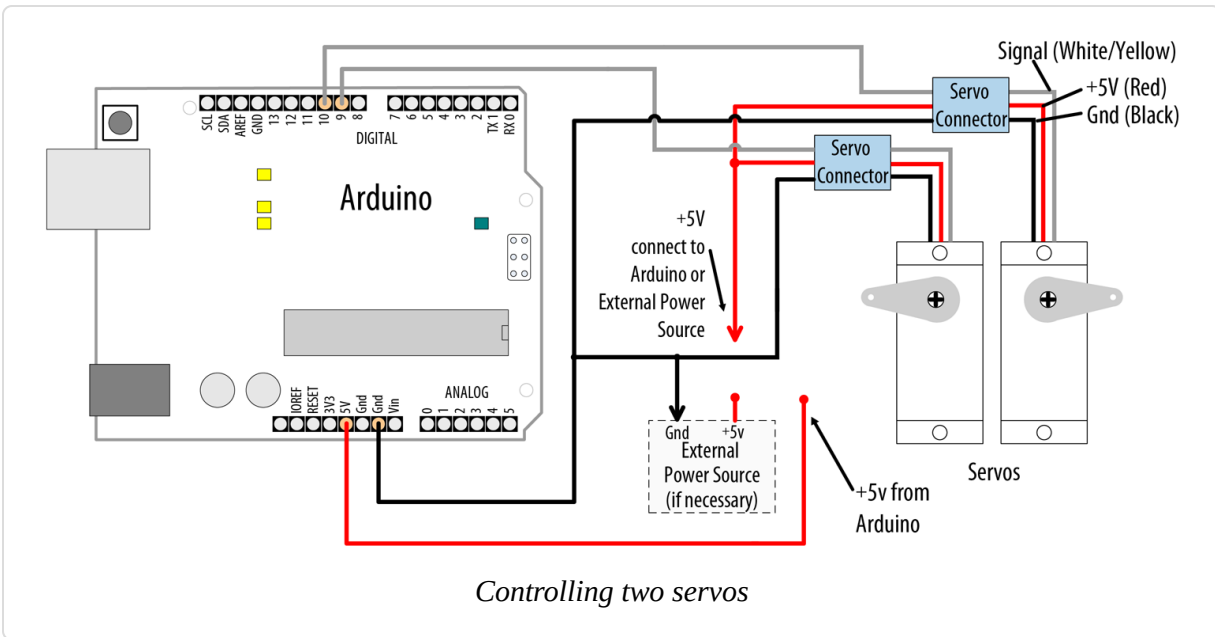 Signal (White/Yellow)
+5V (Red)
Gnd (Black)
Servo
Connector
Servo
Connector
SCL
SDA
AREF
GND
13
12
11
10
9
8
7
6
5
4
3
2
TX 1
RX 0
DIGITAL
Arduino
+5V
connect to
Arduino or
External Power
Source
IOREF
RESET
3V3
5V
Gnd
Gnd
Vin
ANALOG
0
1
2
3
4
5
Gnd
+5v
External
Power Source
(if necessary)
Servos
+5v from
Arduino
Controlling two servos